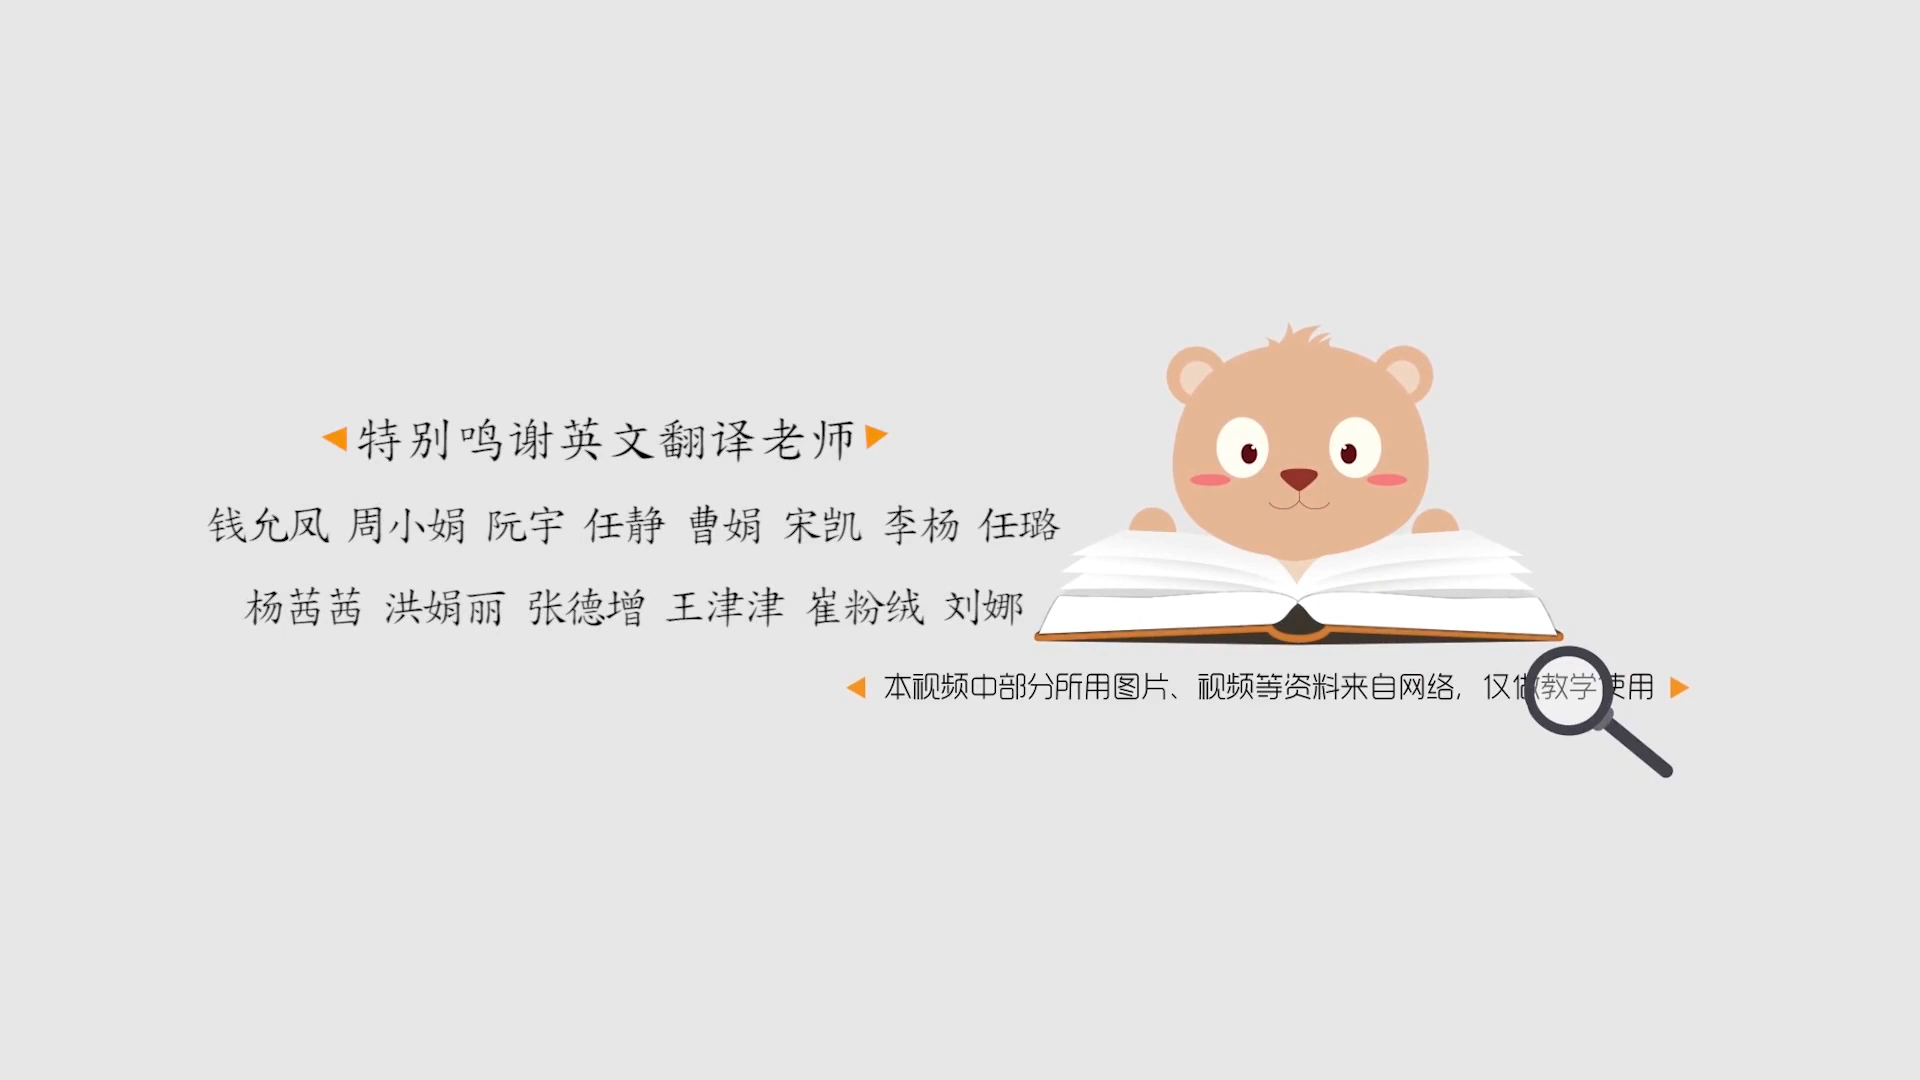 特别鸣谢英文翻译老师
钱允凤 周小娟 阮宇 任静 曹娟 宋凯 李杨 任璐
杨茜茜 洪娟丽 张德增 王津津 崔粉绒 刘娜
本视频中部分所用图片、视频等资料来自网络，仅做教学使用